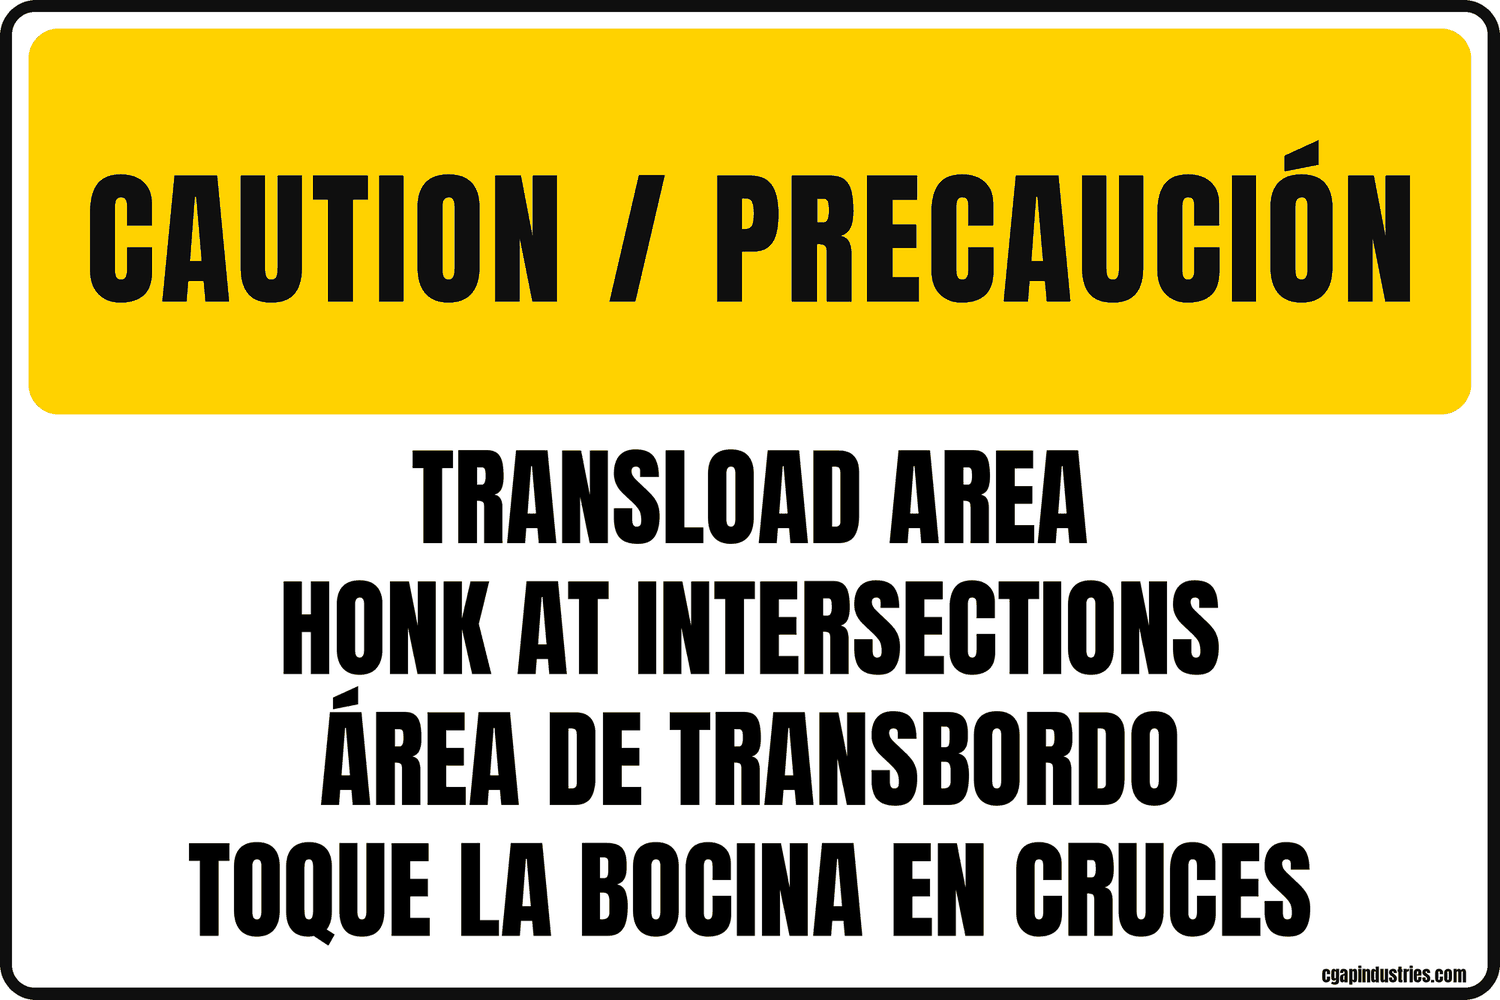 CAUTION / PRECAUCIÓN
TRANSLOAD AREA
HONK AT INTERSECTIONS
ÁREA DE TRANSBORDO
TOQUE LA BOCINA EN CRUCES
cgapindustries.com